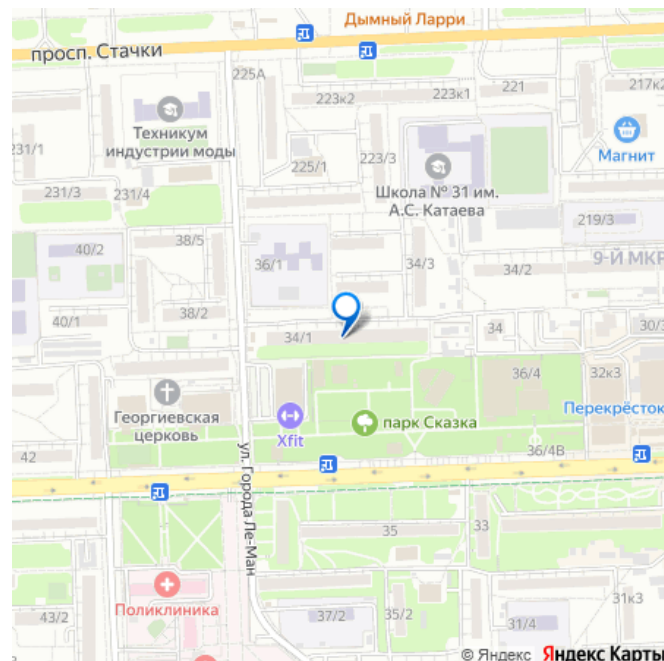 Дымный Ларри
просп. Стачки
225А
223к2
223к1
221
217к2
Техникум
индустрии моды
Магнит
231/1
225/1
223/3
Школа № 31 им.
А.С. Катаева
231/3
231/4
219/3
40/2
38/5
36/1
34/3
34/2
9-Й МКР
40/1
38/2
34/1
34
30/3
36/4
32к3
Георгиевская
церковь
Xfit
парк Сказка
Перекрёсток
42
36/4В
ул. Города Ле-Ман
35
33
Поликлиника
43/2
37/2
35/2
31/4
31к3
© Яндекс Яндекс Карты